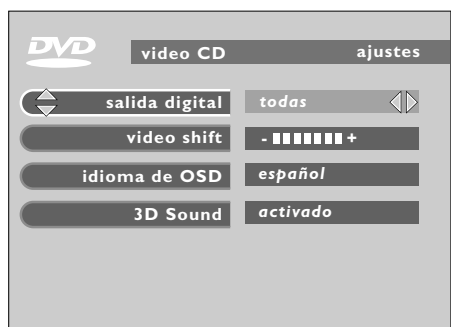 DVD
video CD ajustes
salida digital todas
video shift - +
idioma de OSD español
3D Sound activado